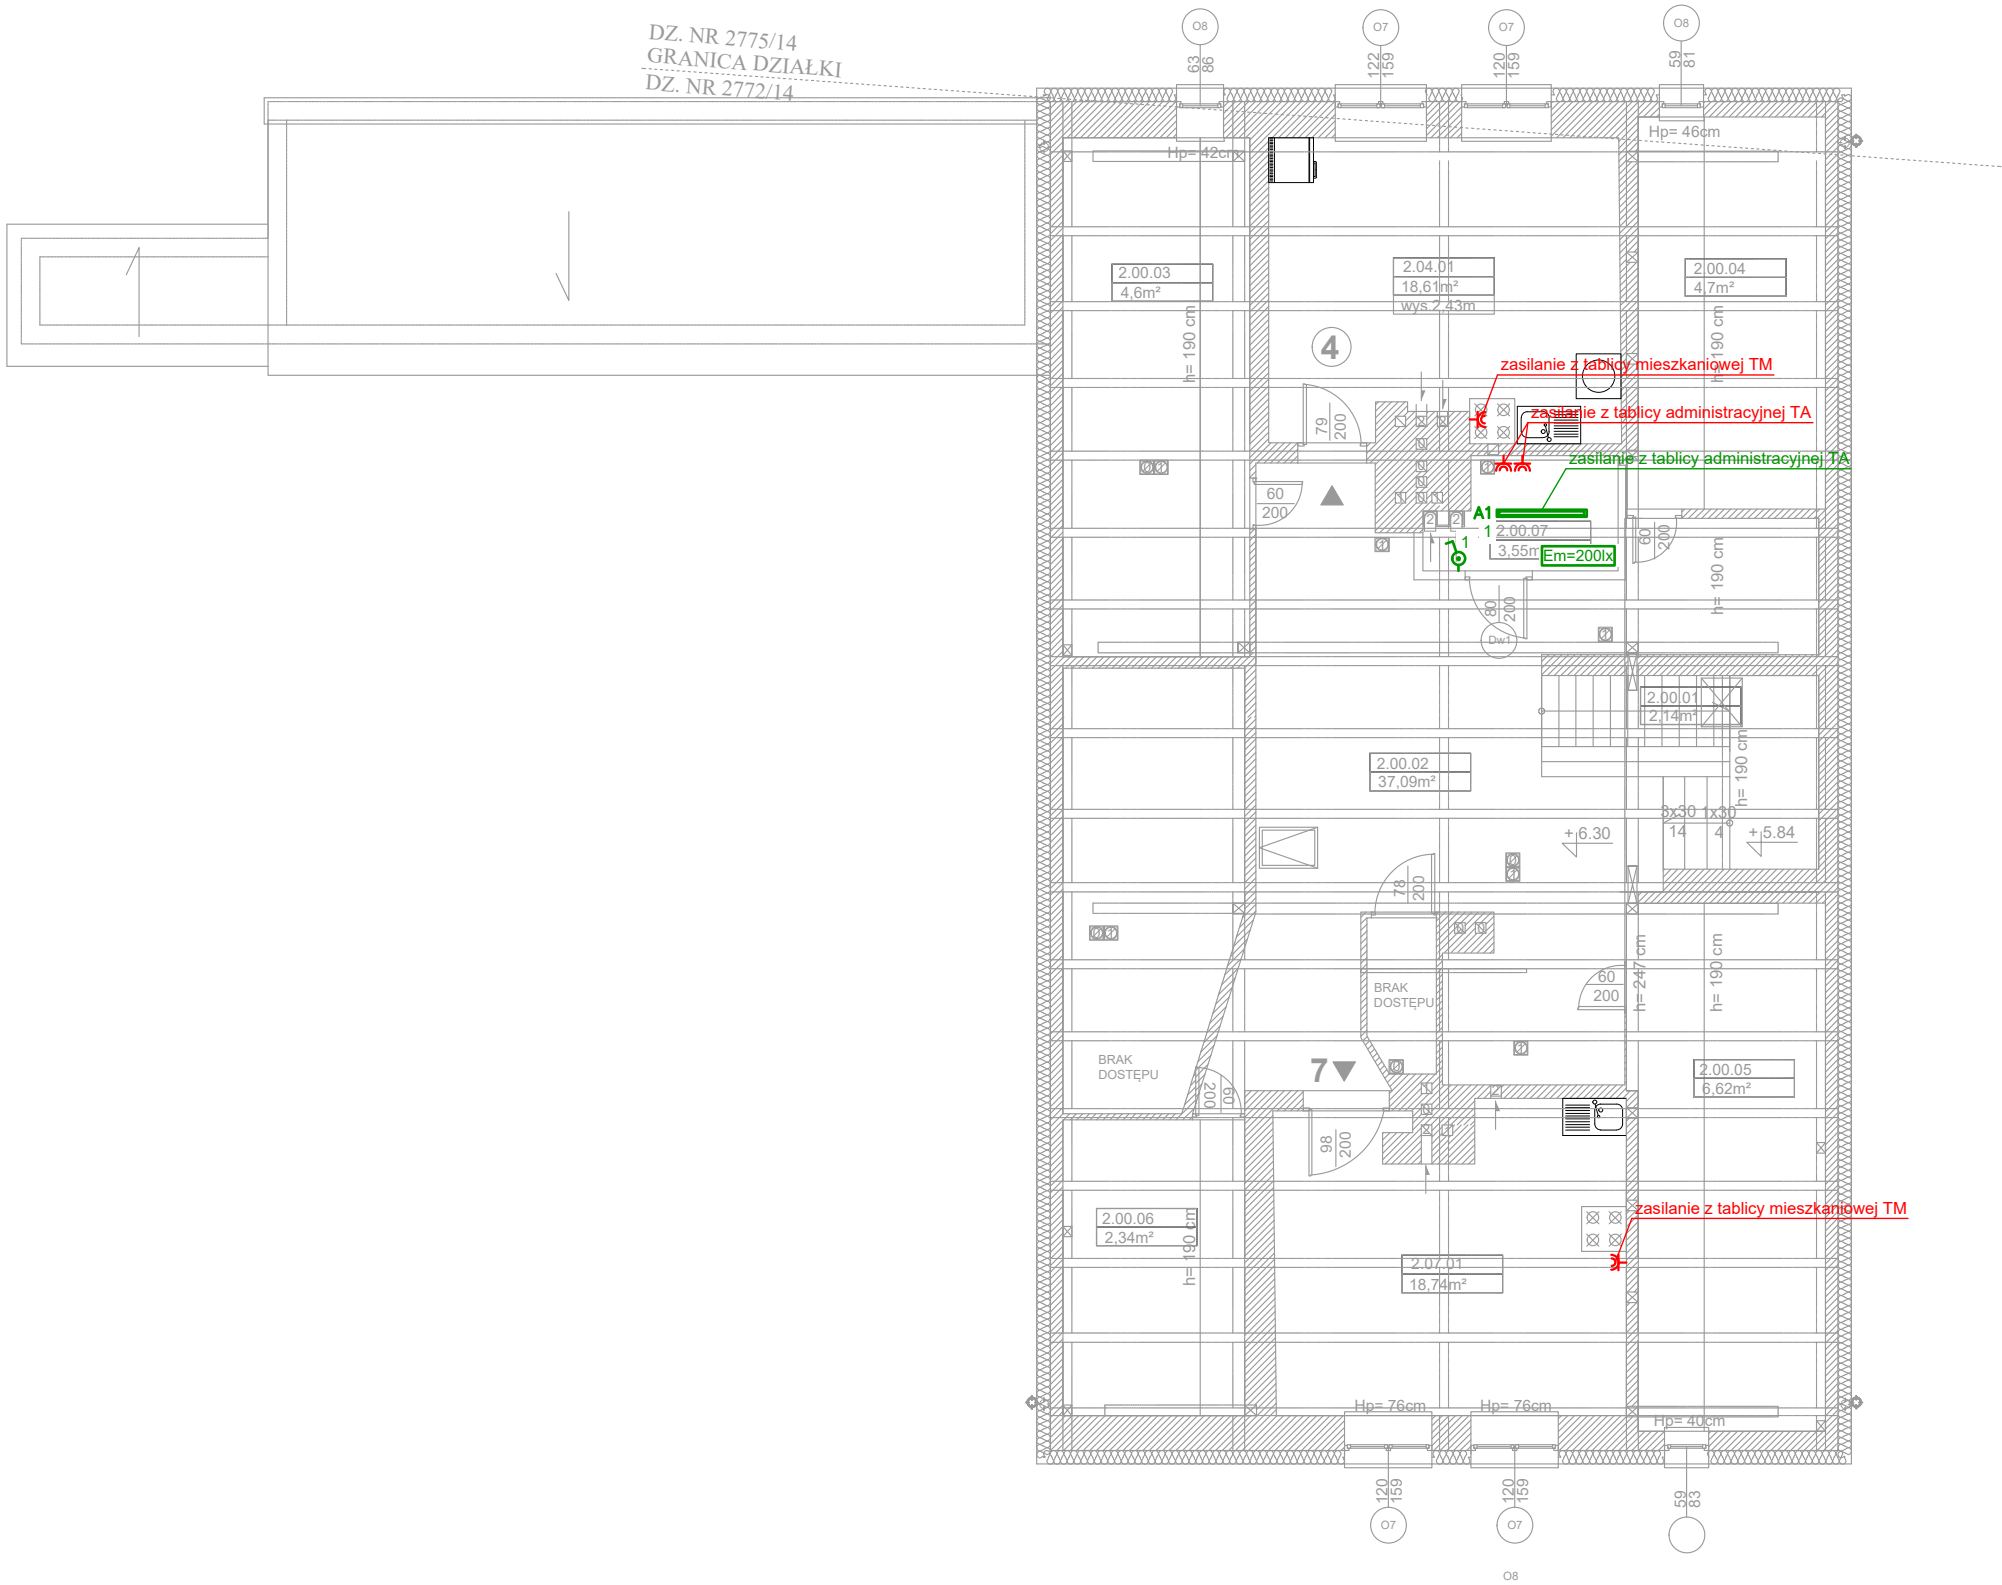 DZ. NR 2775/14
GRANICA DZIAŁKI
DZ. NR 2772/14
O8
O7
O7
O8
63
86
122
159
120
159
59
81
Hp= 42cm
Hp= 46cm
2.00.03
4,6m²
2.04.01
18,61m²
wys.2,43m
2.00.04
4,7m²
h= 190 cm
h= 190 cm
4
zasilanie z tablicy mieszkaniowej TM
79
200
zasilanie z tablicy administracyjnej TA
zasilanie z tablicy administracyjnej TA
60
200
A1
1
1
2
2
2.00.07
3,55m
Em=200lx
60
200
h= 190 cm
80
200
Dw1
2.00.01
2,14m²
2.00.02
37,09m²
h= 190 cm
3x30
14
1x30
4
+6.30
+5.84
78
200
BRAK
DOSTĘPU
60
200
h= 247 cm
h= 190 cm
BRAK
DOSTĘPU
7
60
200
2
2.00.05
6,62m²
98
200
2.00.06
2,34m²
h= 190 cm
zasilanie z tablicy mieszkaniowej TM
2.07.01
18,74m²
Hp= 76cm
Hp= 76cm
Hp= 40cm
120
159
120
159
59
83
O7
O7
O8